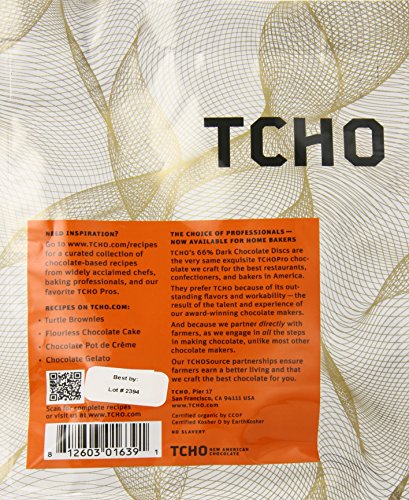 TCHO
NEED INSPIRATION?
Go to www.TCHO.com/recipes
for a curated collection of
chocolate-based recipes
from widely acclaimed chefs,
baking professionals, and our
favorite TCHO Pros.
RECIPES ON TCHO.COM:
• Turtle Brownies
• Flourless Chocolate Cake
• Chocolate Pot de Crême
• Chocolate Gelato
Best by:
Lot # 2394
Scan for complete recipes
or visit us at www.TCHO.com
8 12603 01639 1
THE CHOICE OF PROFESSIONALS—
NOW AVAILABLE FOR HOME BAKERS
TCHO's 66% Dark Chocolate Discs are
the very same exquisite TCHOPro choc-
olate we craft for the best restaurants,
confectioners, and bakers in America.
They prefer TCHO because of its out-
standing flavors and workability — the
result of the talent and experience of
our award-winning chocolate makers.
And because we partner directly with
farmers, as we engage in all the steps
in making chocolate, unlike most other
chocolate makers.
Our TCHOSource partnerships ensure
farmers earn a better living and that
we craft the best chocolate for you.
TCHO, Pier 17
San Francisco, CA 94111 USA
Certified organic by CCOF
Certified Kosher D by EarthKosher
NO SLAVERY
TCHO NEW AMERICAN
CHOCOLATE